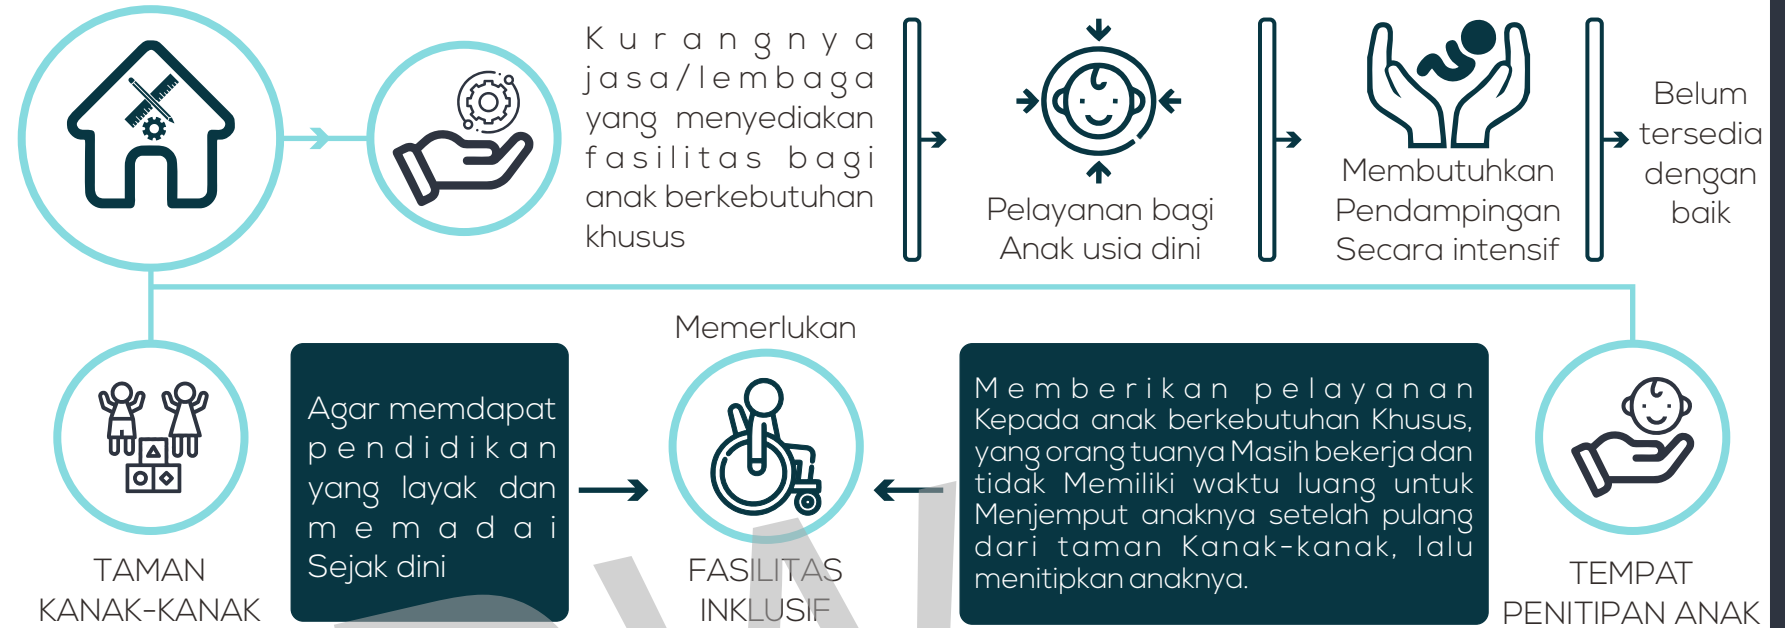 Kurangnya
jasa/lembaga
yang menyediakan
fasilitas bagi
anak berkebutuhan
khusus
Pelayanan bagi
Anak usia dini
Membutuhkan
Pendampingan
Secara intensif
Belum
tersedia
dengan
baik
TAMAN
KANAK-KANAK
Agar memdapat
pendidikan
yang layak dan
memadai
Sejak dini
Memerlukan
FASILITAS
INKLUSIF
Memberikan pelayanan
Kepada anak berkebutuhan Khusus,
yang orang tuanya Masih bekerja dan
tidak Memiliki waktu luang untuk
Menjemput anaknya setelah pulang
dari taman Kanak-kanak, lalu
menitipkan anaknya.
TEMPAT
PENITIPAN ANAK